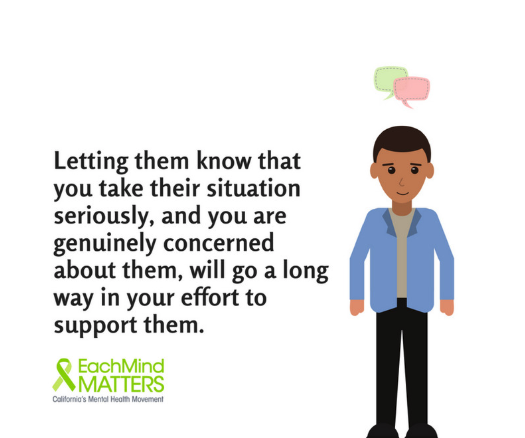 Letting them know that
you take their situation
seriously, and you are
genuinely concerned
about them, will go a long
way in your effort to
support them.
EachMind
MATTERS
California's Mental Health Movement